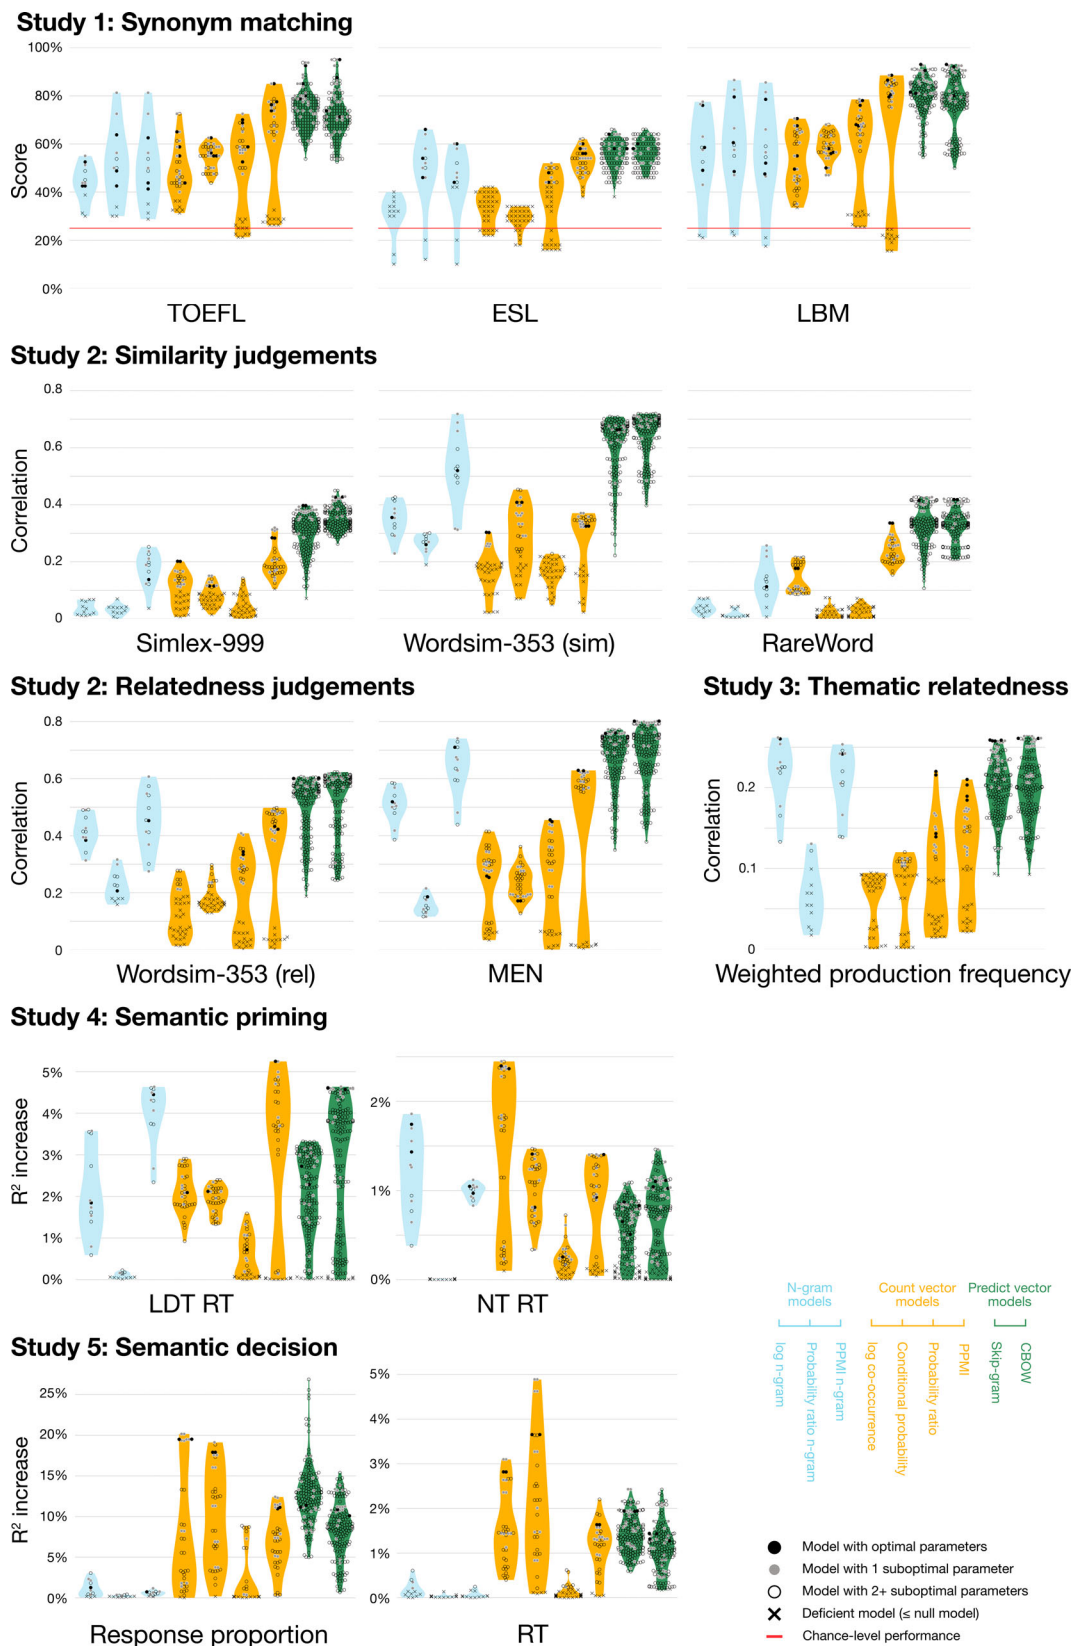 Study 1: Synonym matching
100%
80%
60%
40%
20%
0%
Score
TOEFL
ESL
LBM
Study 2: Similarity judgements
0.8
0.6
0.4
0.2
0
Correlation
Simlex-999
Wordsim-353 (sim)
RareWord
Study 2: Relatedness judgements
0.8
0.6
0.4
0.2
0
Correlation
Wordsim-353 (rel)
MEN
Study 3: Thematic relatedness
0.2
0.1
0
Correlation
Weighted production frequency
Study 4: Semantic priming
5%
4%
3%
2%
1%
0%
R² increase
LDT RT
2%
1%
0%
NT RT
Study 5: Semantic decision
25%
20%
15%
10%
5%
0%
R² increase
Response proportion
5%
4%
3%
2%
1%
0%
RT
N-gram
models
Count vector
models
Predict vector
models
log n-gram
Probability ratio n-gram
PPMI n-gram
log co-occurrence
Conditional probability
Probability ratio
PPMI
Skip-gram
CBOW
Model with optimal parameters
Model with 1 suboptimal parameter
Model with 2+ suboptimal parameters
Deficient model (≤ null model)
Chance-level performance